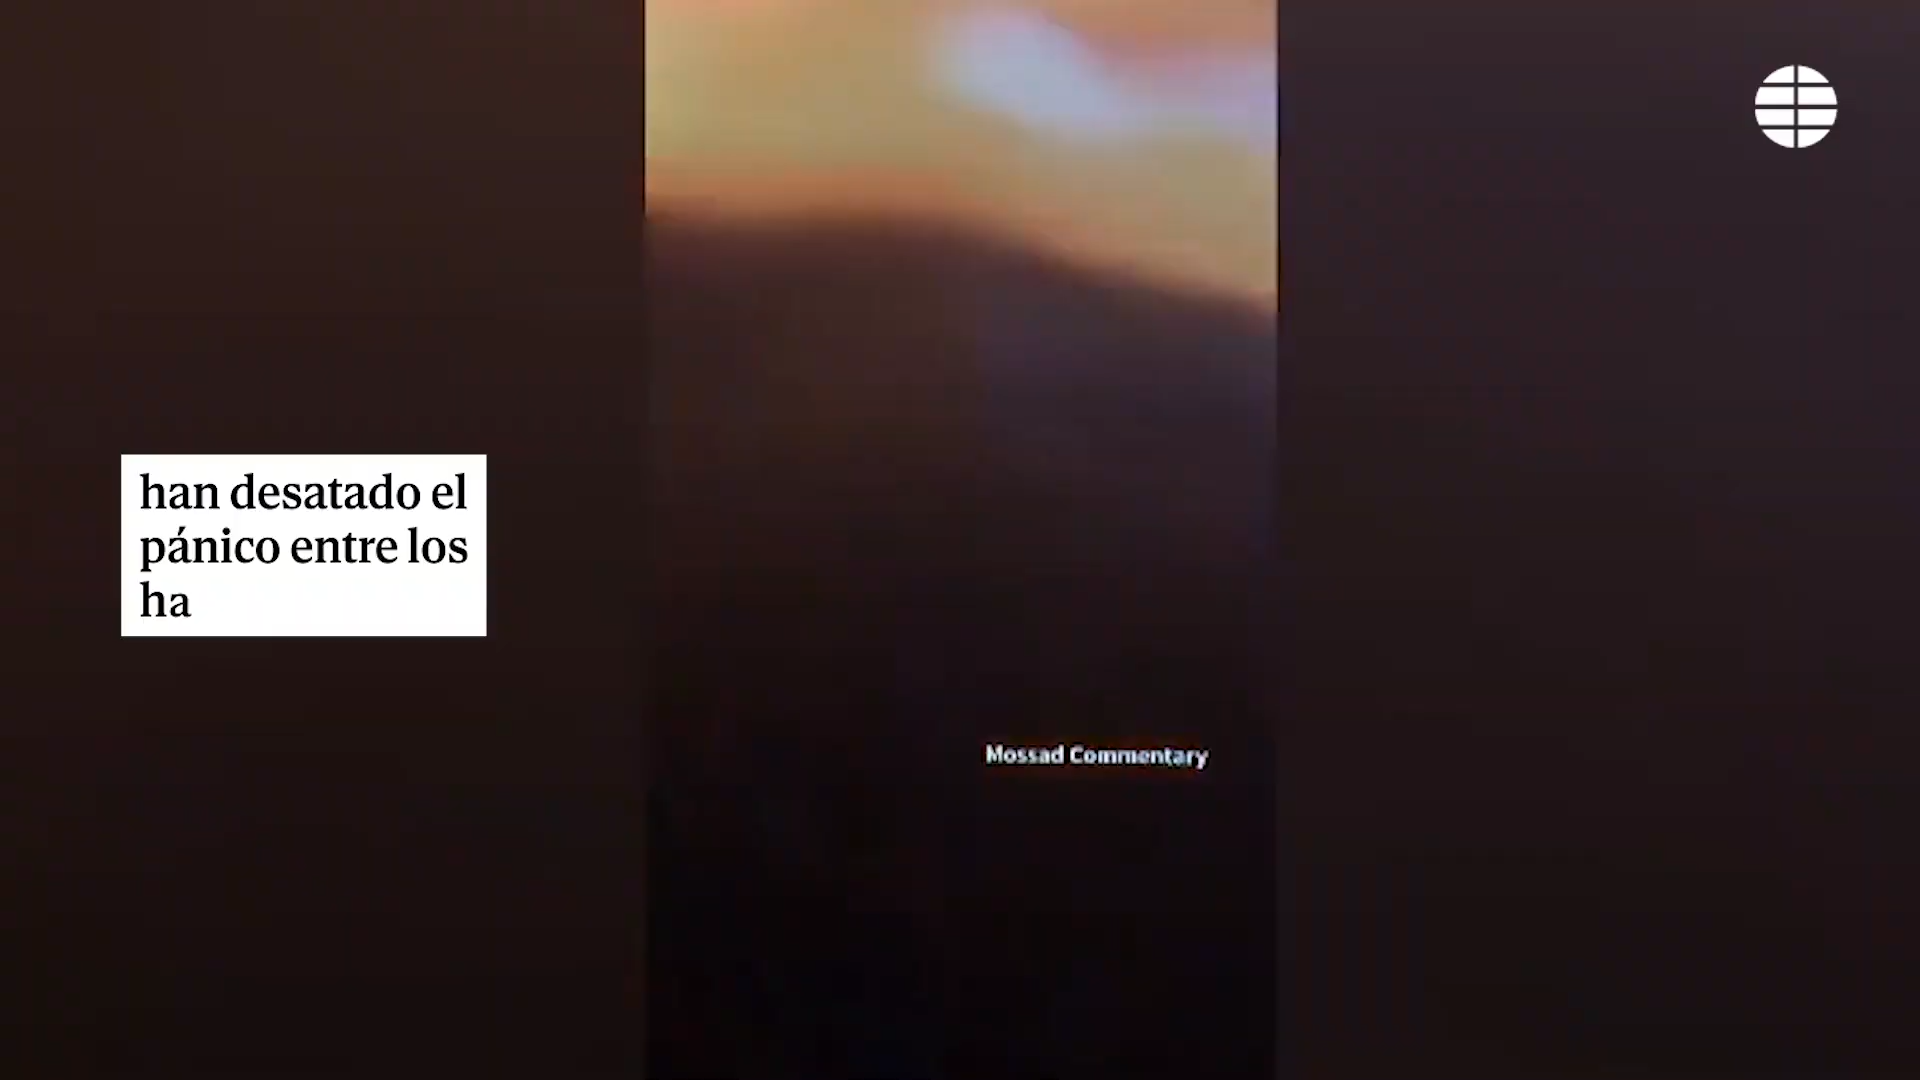 han desatado el
pánico entre los
ha
Mossad Commentary